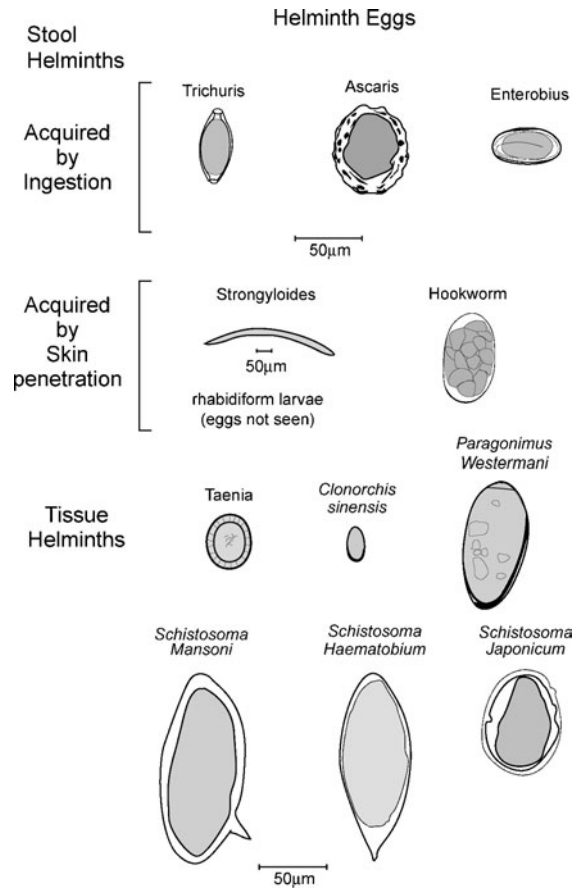 Helminth Eggs
Stool
Helminths
Trichuris
Ascaris
Enterobius
Acquired
by
Ingestion
50µm
Acquired
by
Skin
penetration
Strongyloides
50µm
rhabidiform larvae
(eggs not seen)
Hookworm
Tissue
Helminths
Taenia
Clonorchis
sinensis
Paragonimus
Westermani
Schistosoma
Mansoni
Schistosoma
Haematobium
Schistosoma
Japonicum
50µm